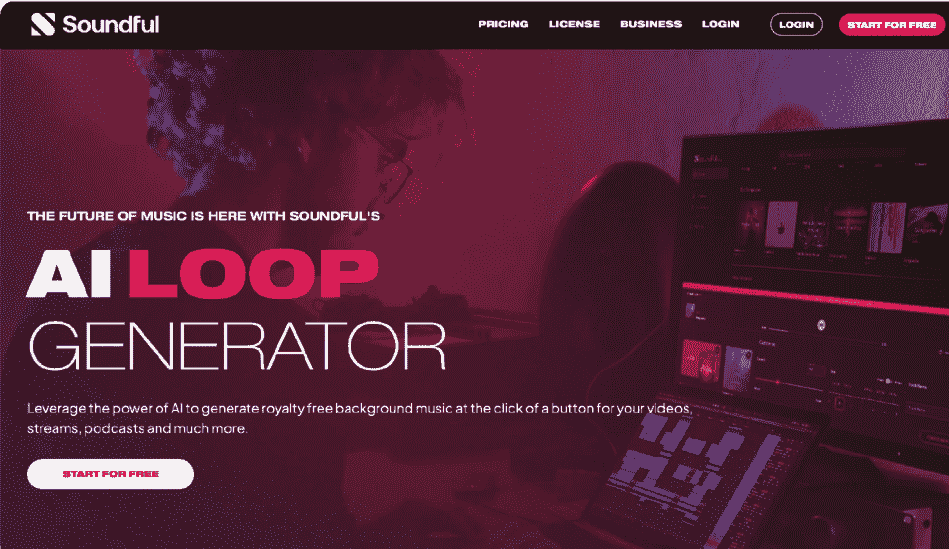 Soundful
PRICING LICENSE BUSINESS LOGIN LOGIN START FOR FREE
THE FUTURE OF MUSIC IS HERE WITH SOUNDFUL'S
AI LOOP
GENERATOR
Leverage the power of AI to generate royalty free background music at the click of a button for your videos,
streams, podcasts and much more.
START FOR FREE